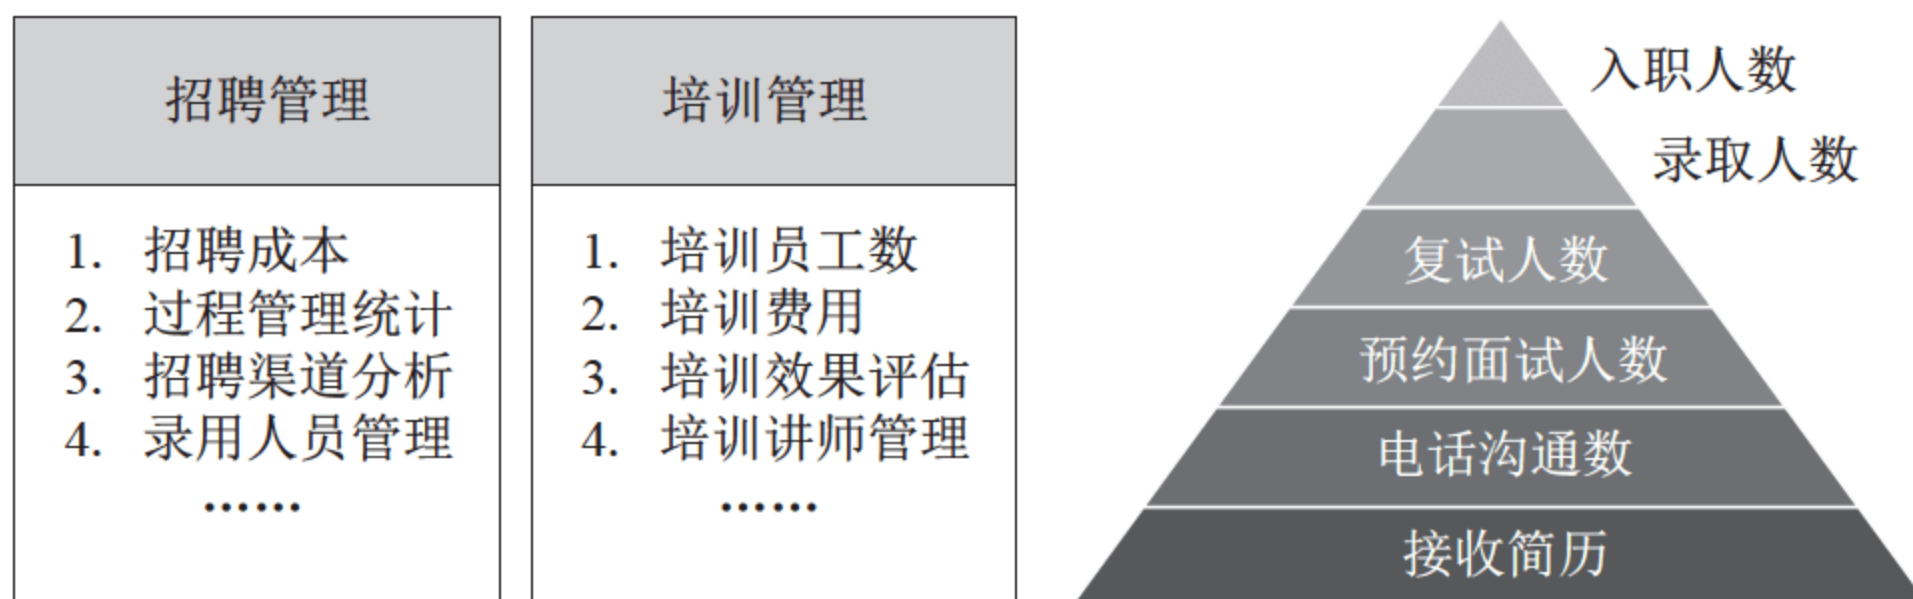 招聘管理
1. 招聘成本
2. 过程管理统计
3. 招聘渠道分析
4. 录用人员管理
……
培训管理
1. 培训员工数
2. 培训费用
3. 培训效果评估
4. 培训讲师管理
……
入职人数
录取人数
复试人数
预约面试人数
电话沟通数
接收简历